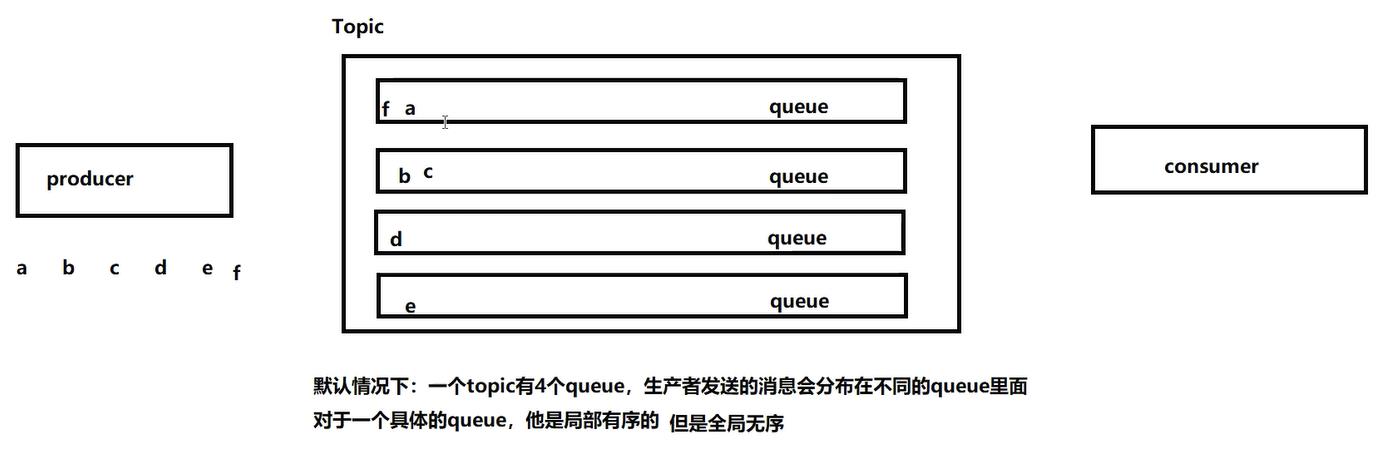 Topic
f a queue
producer
b c queue
consumer
d queue
a b c d e f
e queue
默认情况下：一个topic有4个queue，生产者发送的消息会分布在不同的queue里面
对于一个具体的queue，他是局部有序的 但是全局无序